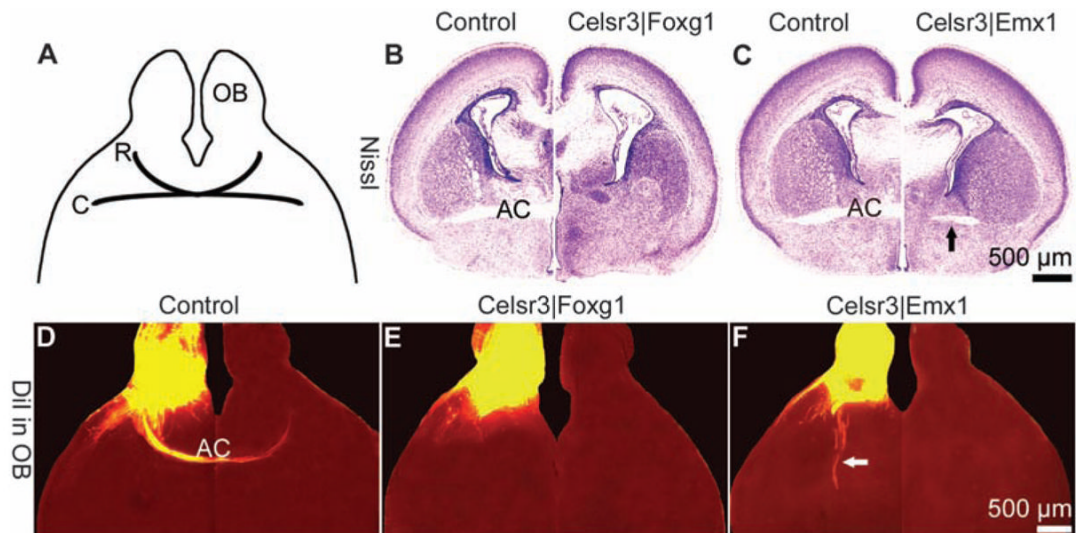 A
OB
R
C
Control
Celsr3|Foxg1
B
Nissl
AC
Control
Celsr3|Emx1
C
AC
500 µm
Control
Celsr3|Foxg1
Celsr3|Emx1
D
DiI in OB
AC
E
F
500 µm